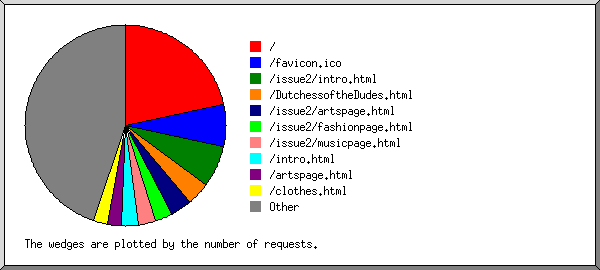 /
/favicon.ico
/issue2/intro.html
/DutchessoftheDudes.html
/issue2/artspage.html
/issue2/fashionpage.html
/issue2/musicpage.html
/intro.html
/artspage.html
/clothes.html
Other
The wedges are plotted by the number of requests.